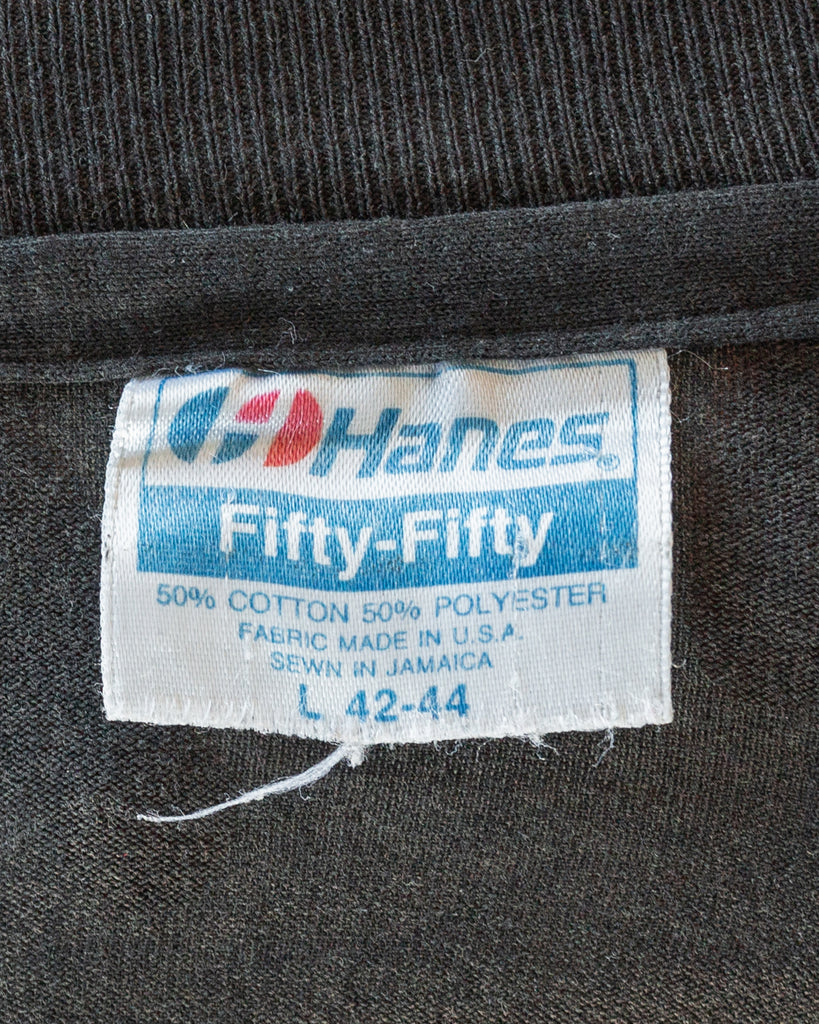 Hanes®
Fifty-Fifty
50% COTTON 50% POLYESTER
FABRIC MADE IN U.S.A.
SEWN IN JAMAICA
L 42-44